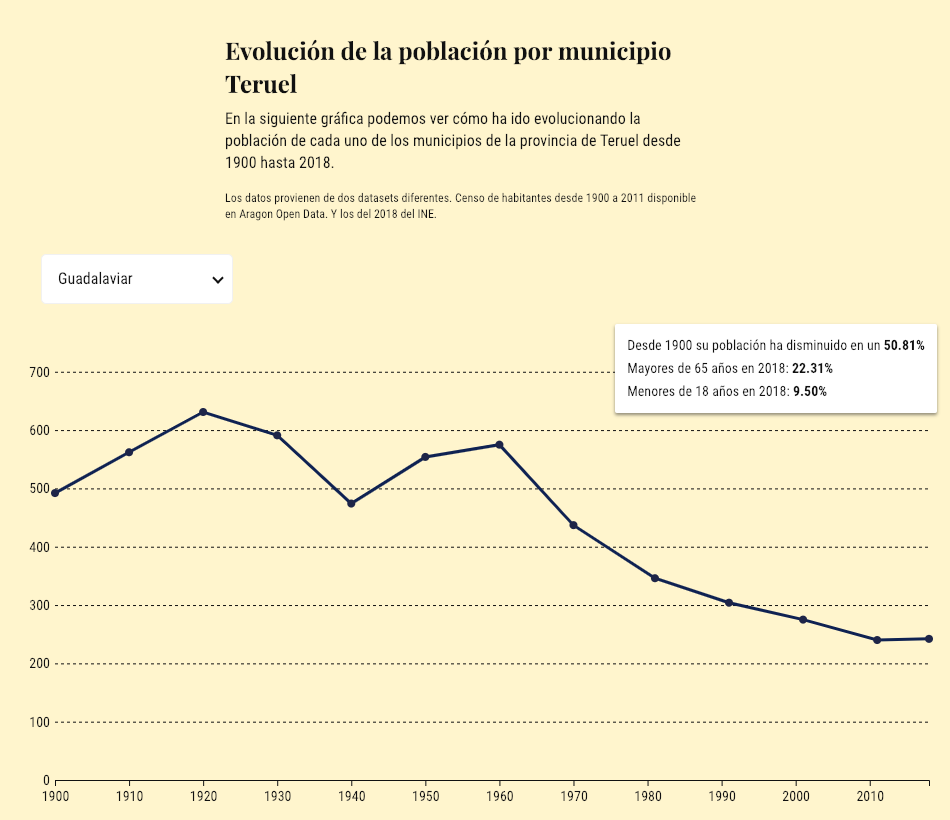 Evolución de la población por municipio
Teruel
En la siguiente gráfica podemos ver cómo ha ido evolucionando la
población de cada uno de los municipios de la provincia de Teruel desde
1900 hasta 2018.
Los datos provienen de dos datasets diferentes. Censo de habitantes desde 1900 a 2011 disponible
en Aragon Open Data. Y los del 2018 del INE.
Guadalaviar
Desde 1900 su población ha disminuido en un 50.81%
Mayores de 65 años en 2018: 22.31%
Menores de 18 años en 2018: 9.50%
700
600
500
400
300
200
100
0
1900 1910 1920 1930 1940 1950 1960 1970 1980 1990 2000 2010